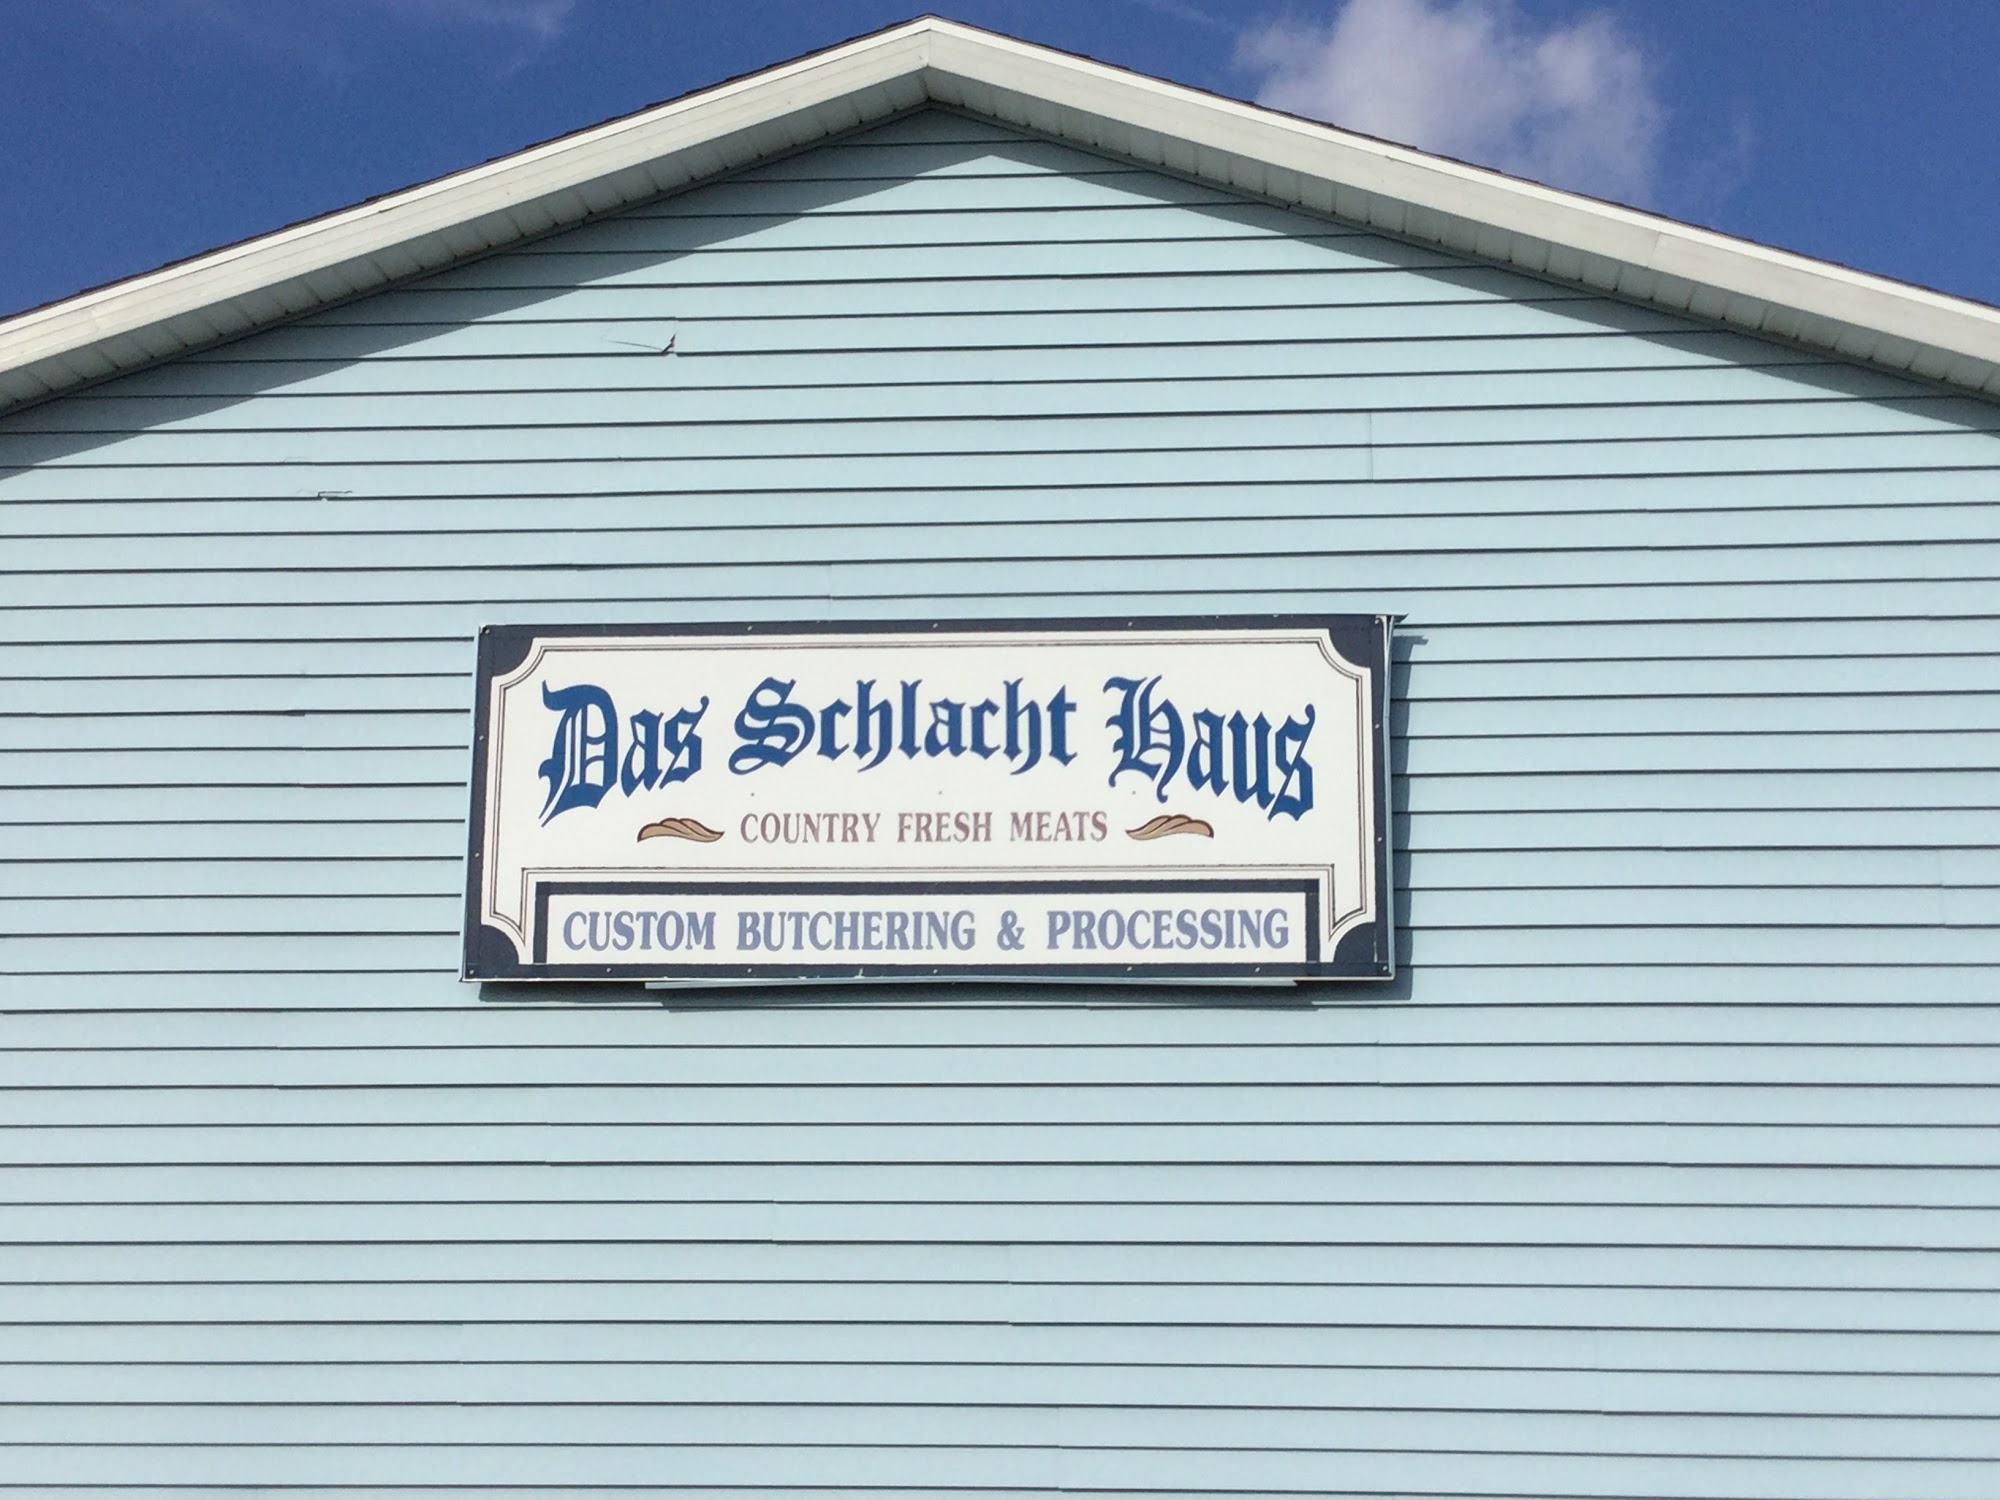 Das Schlacht Haus
COUNTRY FRESH MEATS
CUSTOM BUTCHERING & PROCESSING